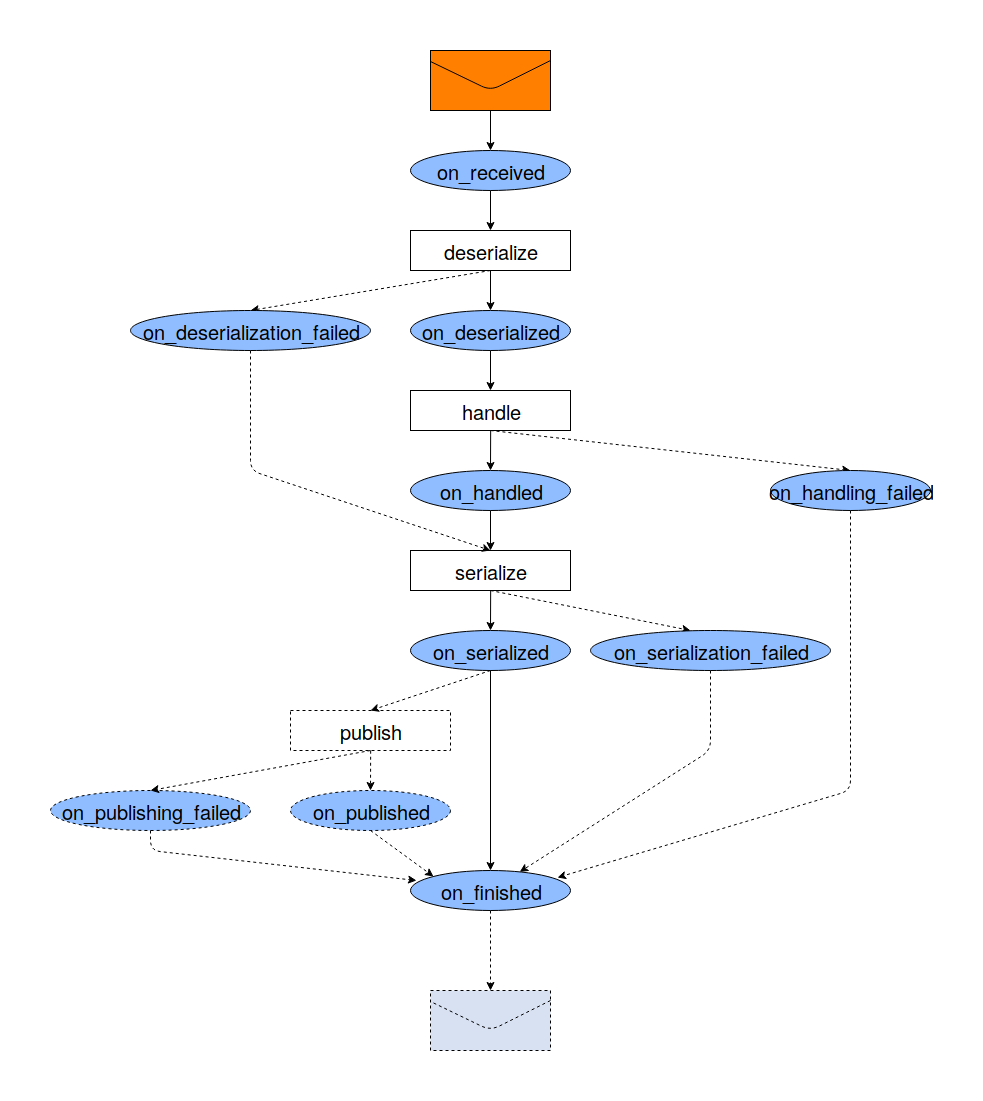 on_received
deserialize
on_deserialization_failed
on_deserialized
handle
on_handled
on_handling_failed
serialize
on_serialized
on_serialization_failed
publish
on_publishing_failed
on_published
on_finished